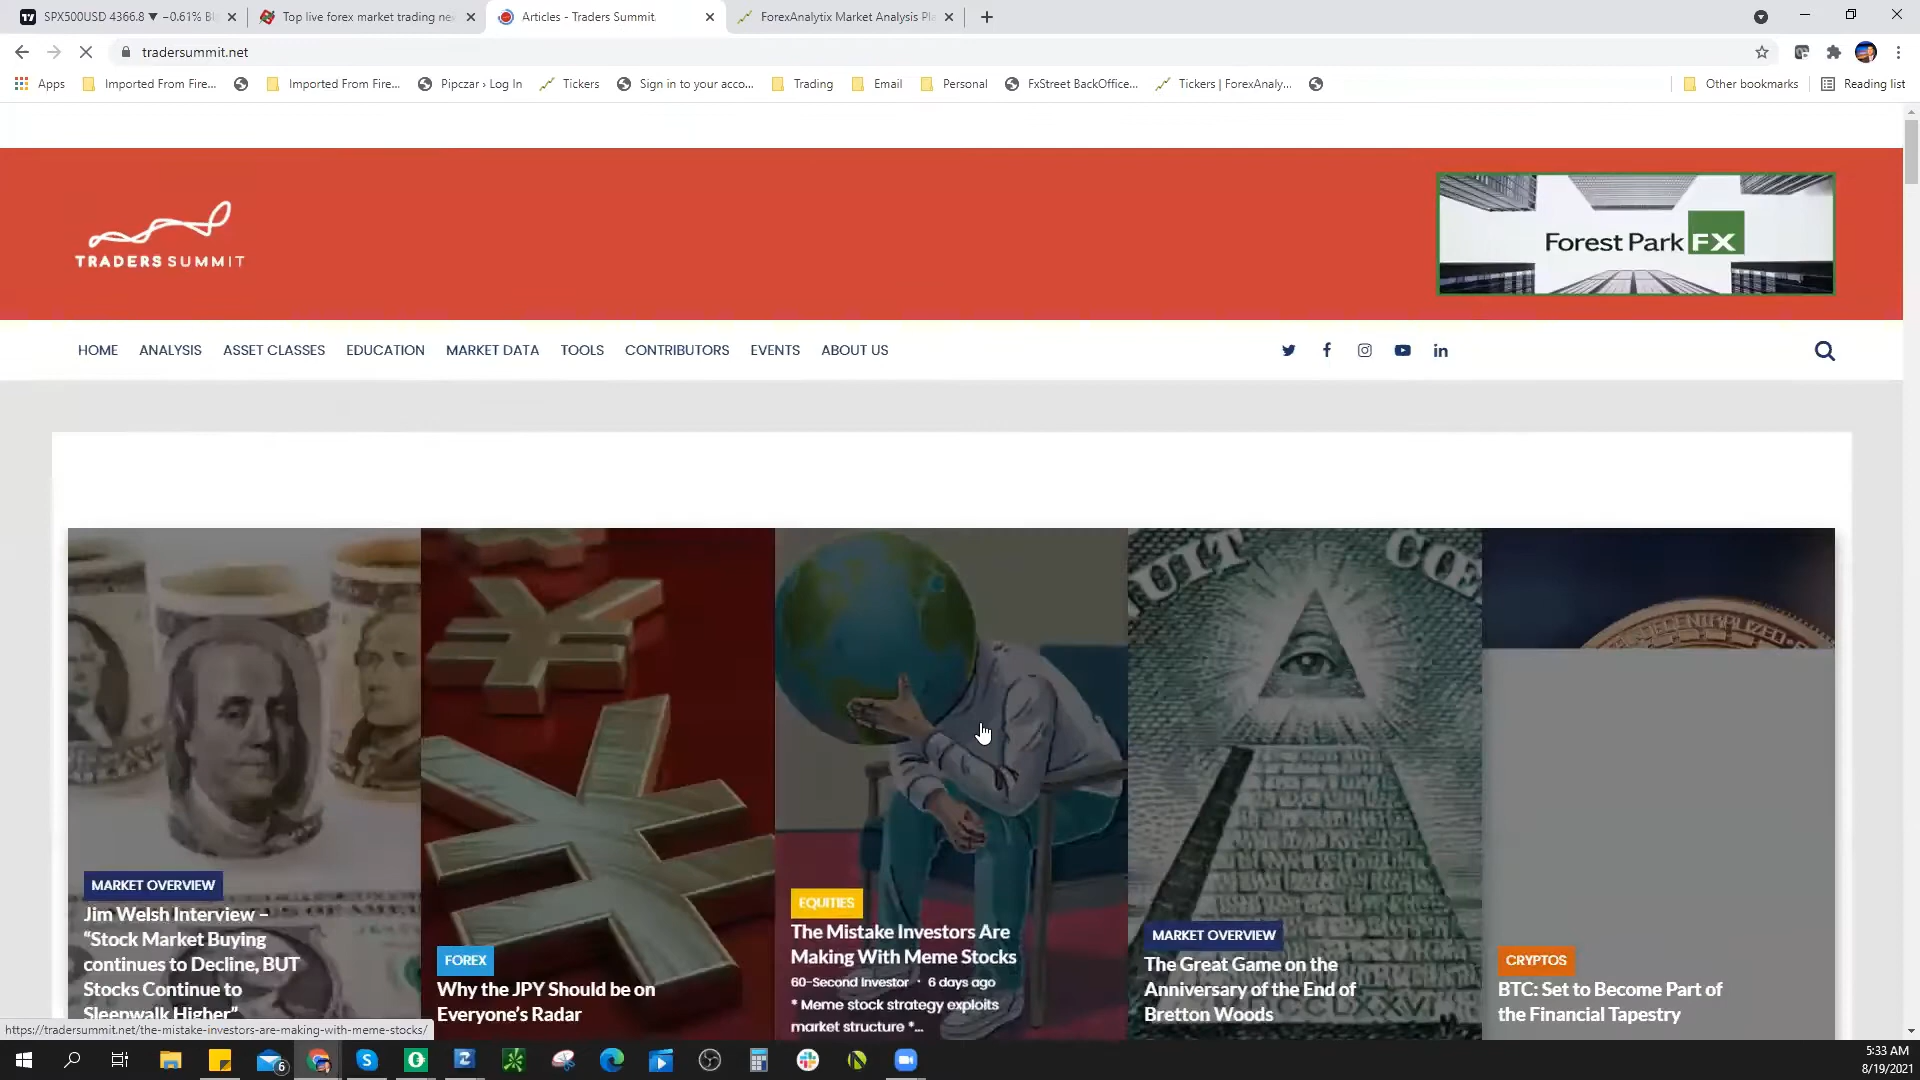 SPX500USD 4366.8 ▼ −0.61%
Top live forex market trading ne
Articles - Traders Summit
ForexAnalytix Market Analysis Pla
tradersummit.net
Apps
Imported From Fire...
Imported From Fire...
Pipczar › Log In
Tickers
Sign in to your acco...
Trading
Email
Personal
FxStreet BackOffice...
Tickers | ForexAnaly...
Other bookmarks
Reading list
TRADERS SUMMIT
Forest Park FX
HOME
ANALYSIS
ASSET CLASSES
EDUCATION
MARKET DATA
TOOLS
CONTRIBUTORS
EVENTS
ABOUT US
MARKET OVERVIEW
Jim Welsh Interview –
“Stock Market Buying
continues to Decline, BUT
Stocks Continue to
Sleepwalk Higher”
FOREX
Why the JPY Should be on
Everyone’s Radar
EQUITIES
The Mistake Investors Are
Making With Meme Stocks
60-Second Investor · 6 days ago
* Meme stock strategy exploits
market structure *...
MARKET OVERVIEW
The Great Game on the
Anniversary of the End of
Bretton Woods
CRYPTOS
BTC: Set to Become Part of
the Financial Tapestry
https://tradersummit.net/the-mistake-investors-are-making-with-meme-stocks/
6
5:33 AM
8/19/2021